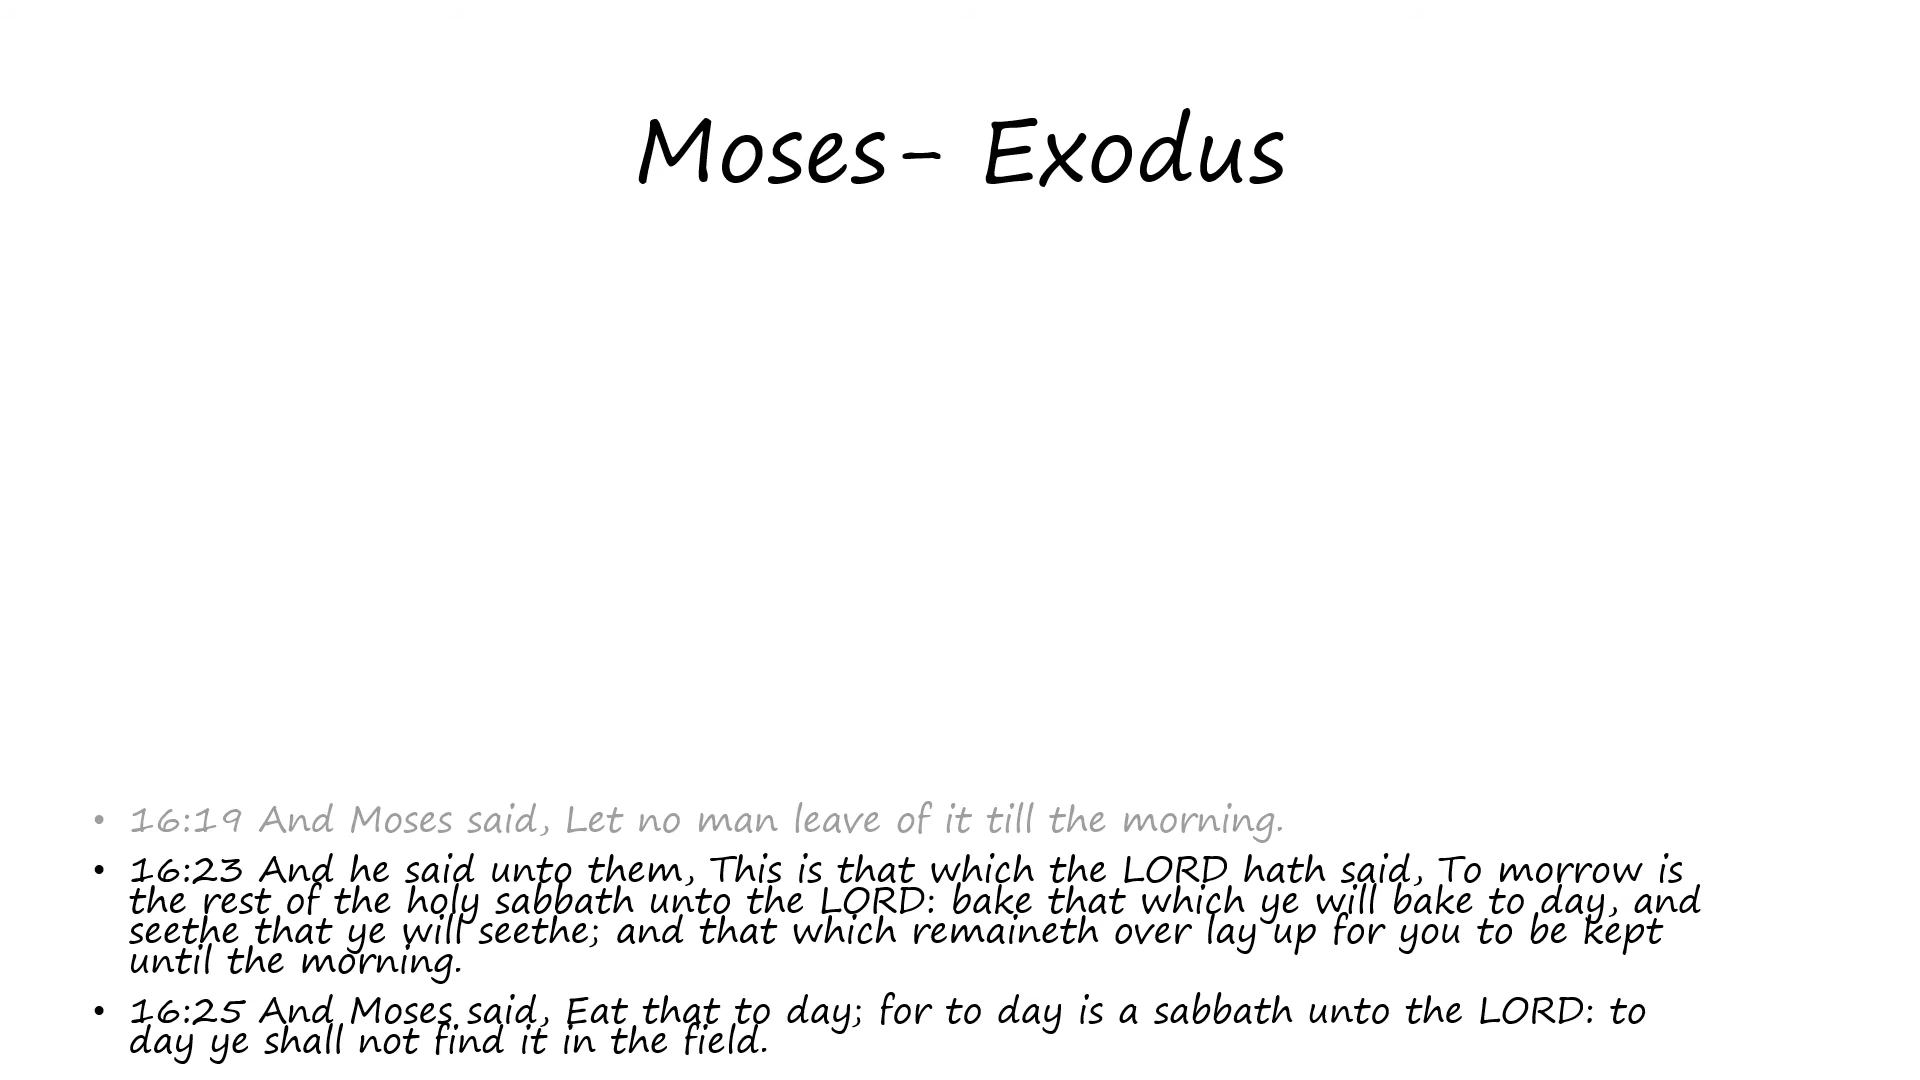 Moses- Exodus
• 16:19 And Moses said, Let no man leave of it till the morning.
• 16:23 And he said unto them, This is that which the LORD hath said, To morrow is
the rest of the holy sabbath unto the LORD: bake that which ye will bake to day, and
seethe that ye will seethe; and that which remaineth over lay up for you to be kept
until the morning.
• 16:25 And Moses said, Eat that to day; for to day is a sabbath unto the LORD: to
day ye shall not find it in the field.